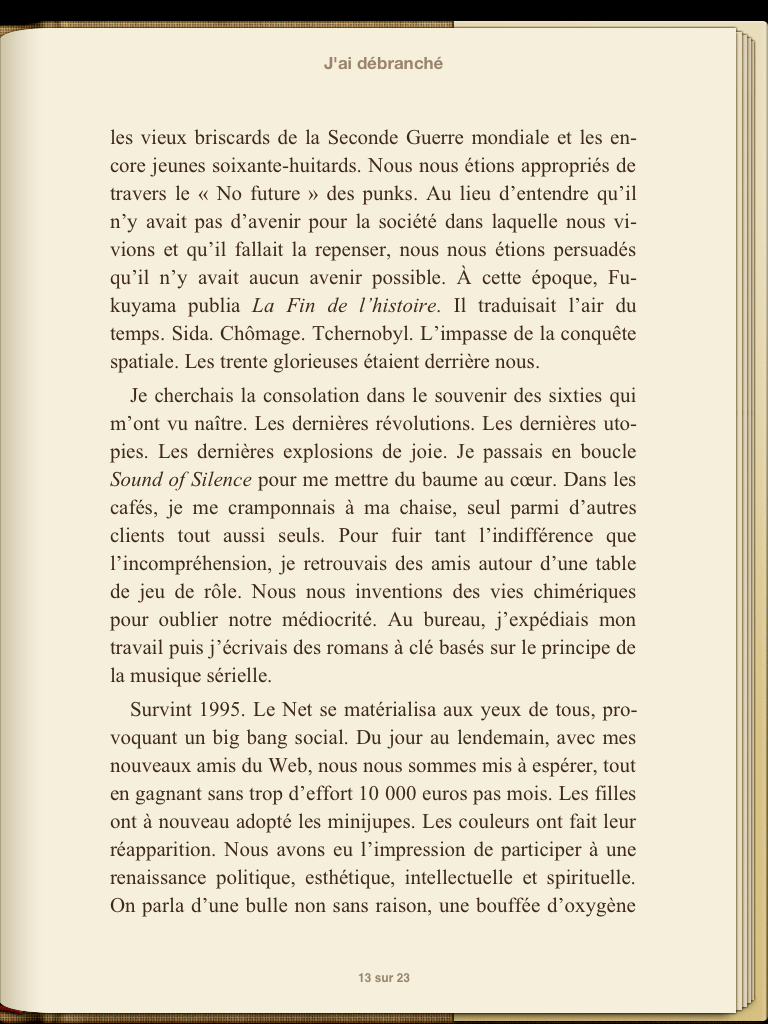 J'ai débranché
les vieux briscards de la Seconde Guerre mondiale et les en-
core jeunes soixante-huitards. Nous nous étions appropriés de
travers le « No future » des punks. Au lieu d’entendre qu’il
n’y avait pas d’avenir pour la société dans laquelle nous vi-
vions et qu’il fallait la repenser, nous nous étions persuadés
qu’il n’y avait aucun avenir possible. À cette époque, Fu-
kuyama publia La Fin de l’histoire. Il traduisait l’air du
temps. Sida. Chômage. Tchernobyl. L’impasse de la conquête
spatiale. Les trente glorieuses étaient derrière nous.
Je cherchais la consolation dans le souvenir des sixties qui
m’ont vu naître. Les dernières révolutions. Les dernières uto-
pies. Les dernières explosions de joie. Je passais en boucle
Sound of Silence pour me mettre du baume au cœur. Dans les
cafés, je me cramponnais à ma chaise, seul parmi d’autres
clients tout aussi seuls. Pour fuir tant l’indifférence que
l’incompréhension, je retrouvais des amis autour d’une table
de jeu de rôle. Nous nous inventions des vies chimériques
pour oublier notre médiocrité. Au bureau, j’expédiais mon
travail puis j’écrivais des romans à clé basés sur le principe de
la musique sérielle.
Survint 1995. Le Net se matérialisa aux yeux de tous, pro-
voquant un big bang social. Du jour au lendemain, avec mes
nouveaux amis du Web, nous nous sommes mis à espérer, tout
en gagnant sans trop d’effort 10 000 euros pas mois. Les filles
ont à nouveau adopté les minijupes. Les couleurs ont fait leur
réapparition. Nous avons eu l’impression de participer à une
renaissance politique, esthétique, intellectuelle et spirituelle.
On parla d’une bulle non sans raison, une bouffée d’oxygène
13 sur 23